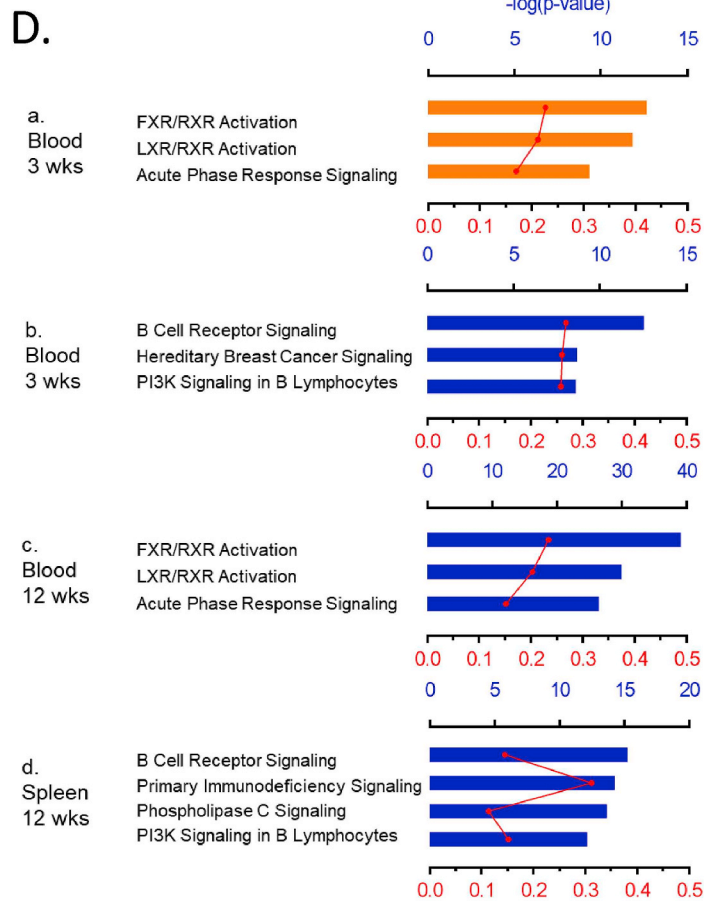 -log(p-value)
D.
0 5 10 15
a.
Blood
3 wks
FXR/RXR Activation
LXR/RXR Activation
Acute Phase Response Signaling
0.0 0.1 0.2 0.3 0.4 0.5
0 5 10 15
b.
Blood
3 wks
B Cell Receptor Signaling
Hereditary Breast Cancer Signaling
PI3K Signaling in B Lymphocytes
0.0 0.1 0.2 0.3 0.4 0.5
0 10 20 30 40
c.
Blood
12 wks
FXR/RXR Activation
LXR/RXR Activation
Acute Phase Response Signaling
0.0 0.1 0.2 0.3 0.4 0.5
0 5 10 15 20
d.
Spleen
12 wks
B Cell Receptor Signaling
Primary Immunodeficiency Signaling
Phospholipase C Signaling
PI3K Signaling in B Lymphocytes
0.0 0.1 0.2 0.3 0.4 0.5